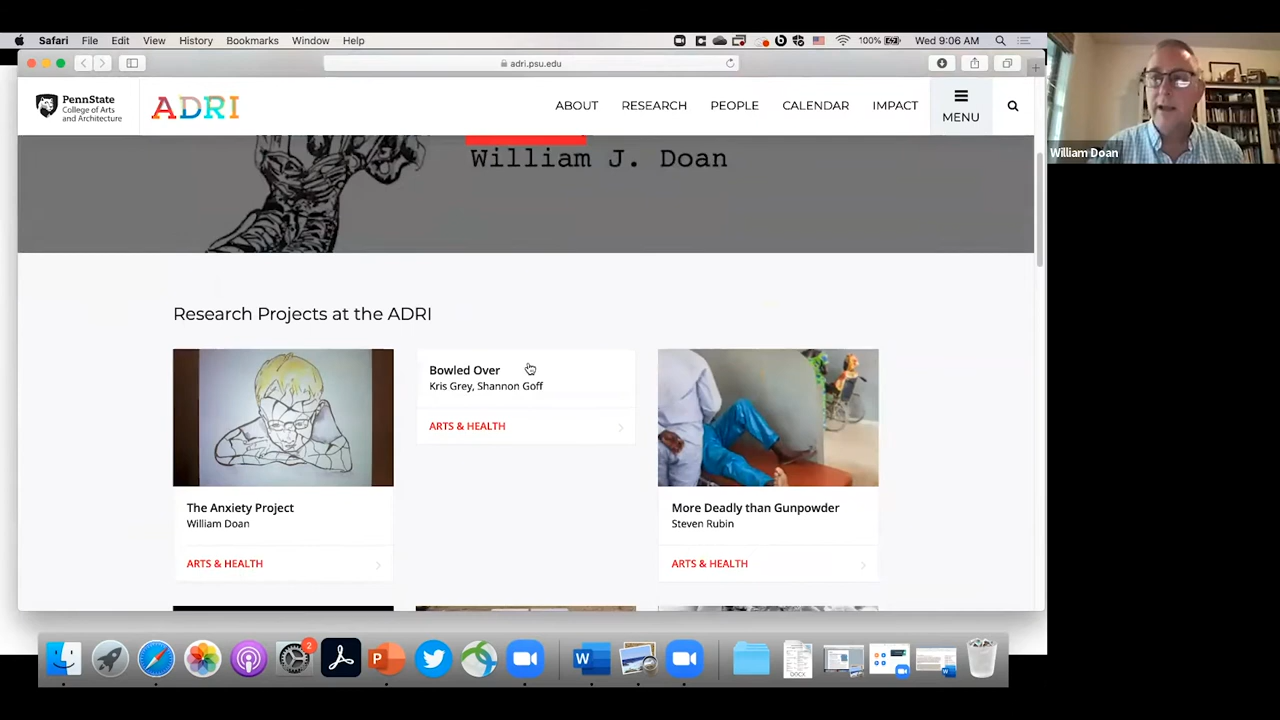 Safari File Edit View History Bookmarks Window Help 100% Wed 9:06 AM
adri.psu.edu
PennState
College of Arts
and Architecture
ADRI
ABOUT RESEARCH PEOPLE CALENDAR IMPACT MENU
William Doan
William J. Doan
Research Projects at the ADRI
Bowled Over
Kris Grey, Shannon Goff
ARTS & HEALTH
The Anxiety Project
William Doan
ARTS & HEALTH
More Deadly than Gunpowder
Steven Rubin
ARTS & HEALTH
2
P
W
DOCX